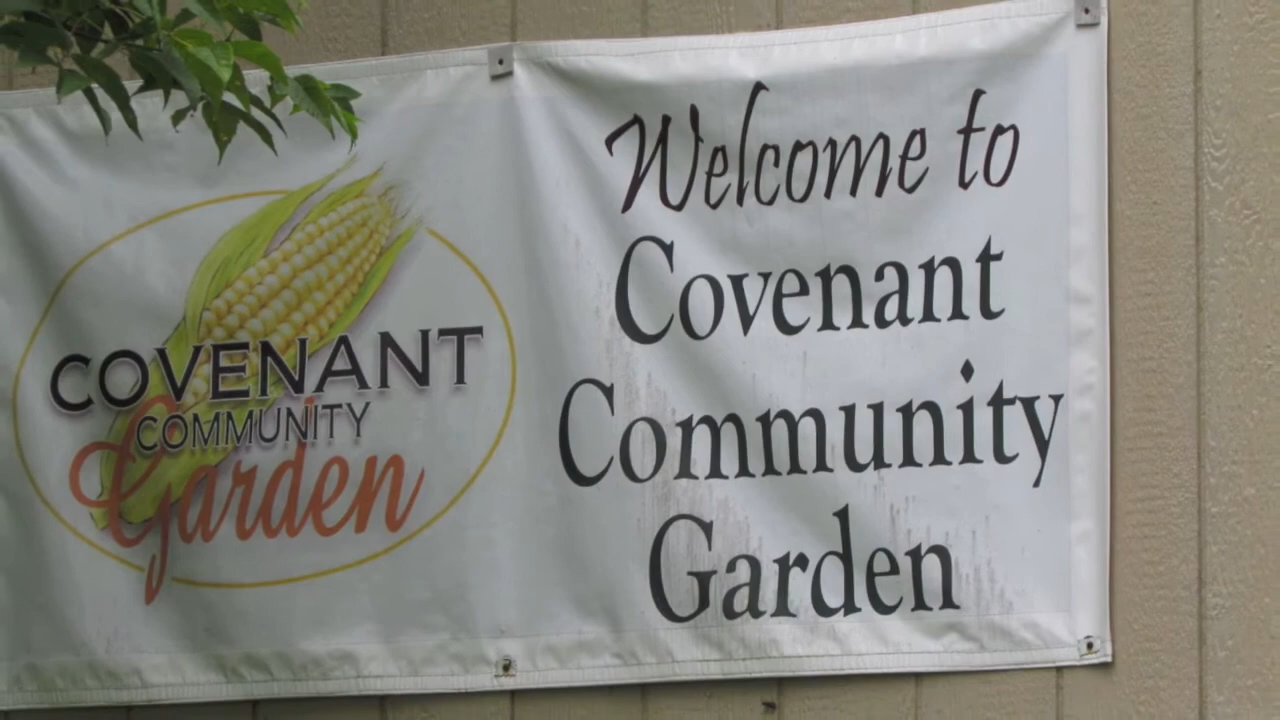 COVENANT
COMMUNITY
Garden
Welcome to
Covenant
Community
Garden